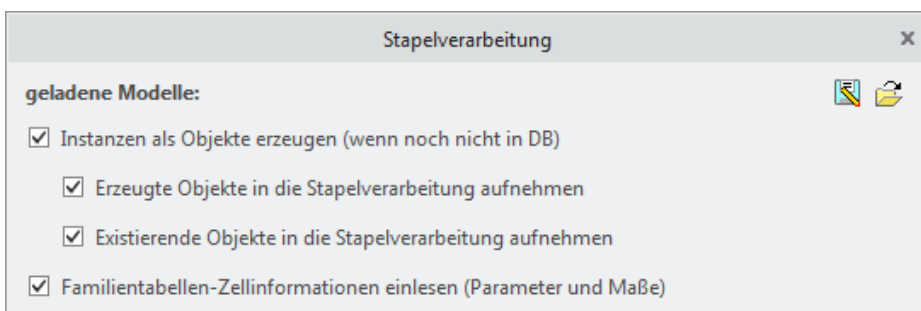 Stapelverarbeitung
geladene Modelle:
Instanzen als Objekte erzeugen (wenn noch nicht in DB)
Erzeugte Objekte in die Stapelverarbeitung aufnehmen
Existierende Objekte in die Stapelverarbeitung aufnehmen
Familientabellen-Zellinformationen einlesen (Parameter und Maße)